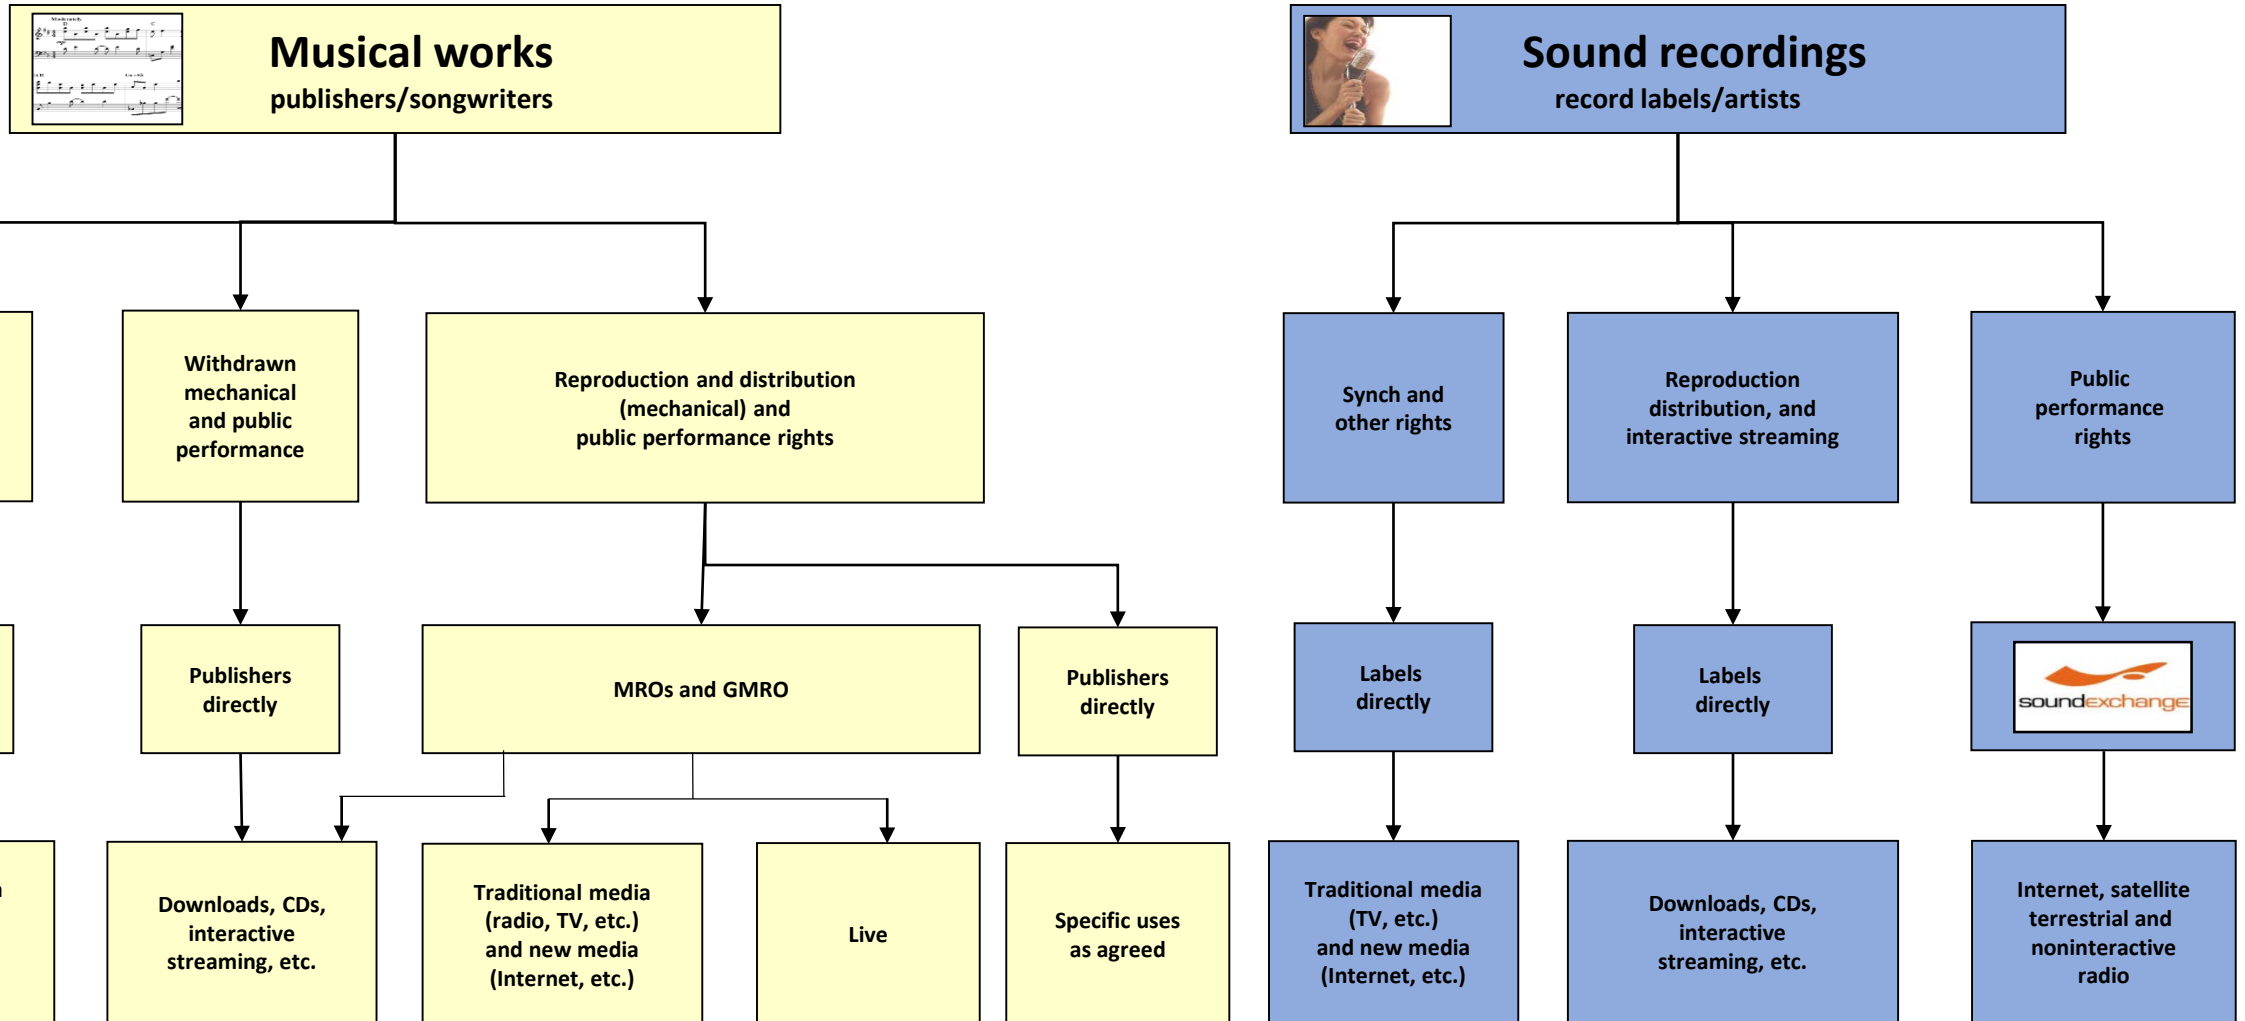 Musical works
publishers/songwriters
Sound recordings
record labels/artists
Withdrawn
mechanical
and public
performance
Reproduction and distribution
(mechanical) and
public performance rights
Synch and
other rights
Reproduction
distribution, and
interactive streaming
Public
performance
rights
Publishers
directly
MROs and GMRO
Publishers
directly
Labels
directly
Labels
directly
soundexchange
Downloads, CDs,
interactive
streaming, etc.
Traditional media
(radio, TV, etc.)
and new media
(Internet, etc.)
Live
Specific uses
as agreed
Traditional media
(TV, etc.)
and new media
(Internet, etc.)
Downloads, CDs,
interactive
streaming, etc.
Internet, satellite
terrestrial and
noninteractive
radio